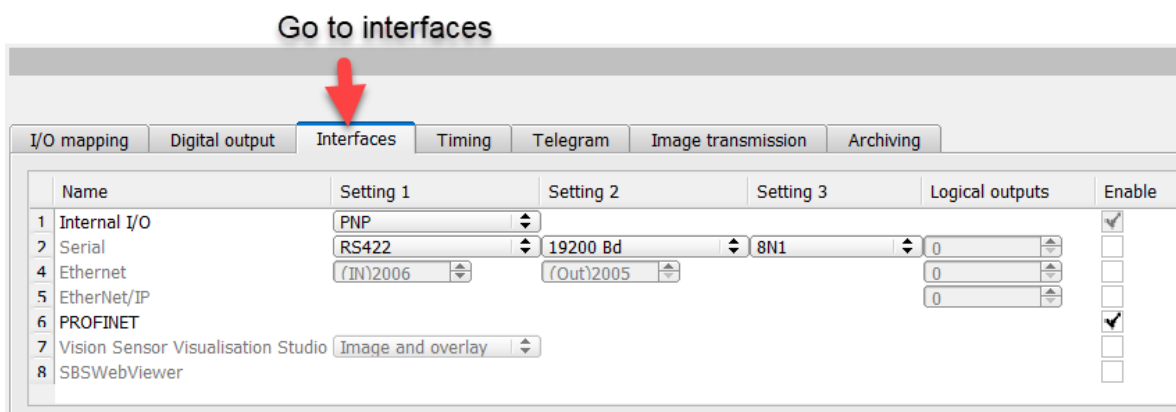 Go to interfaces
I/O mapping Digital output Interfaces Timing Telegram Image transmission Archiving
Name Setting 1 Setting 2 Setting 3 Logical outputs Enable
1 Internal I/O PNP
2 Serial RS422 19200 Bd 8N1 0
4 Ethernet (IN)2006 (Out)2005 0
5 EtherNet/IP 0
6 PROFINET
7 Vision Sensor Visualisation Studio Image and overlay
8 SBSWebViewer